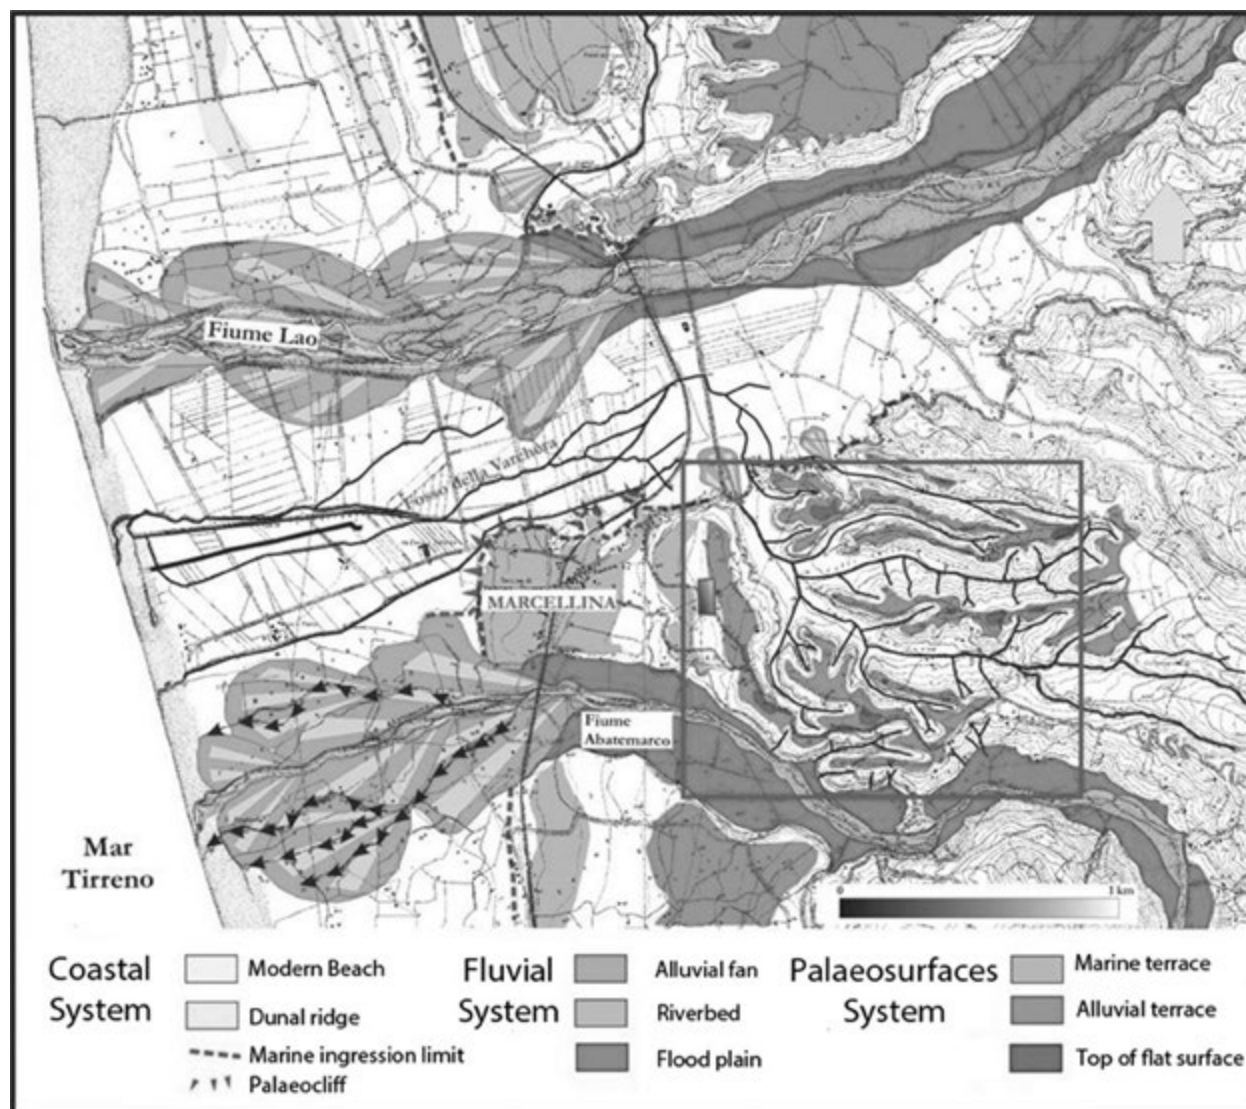 Fiume Lao
Fosso della Varchera
MARCELLINA
Fiume
Abatemarco
Mar
Tirreno
0
1 km
Coastal
System
Modern Beach
Dunal ridge
Marine ingression limit
Palaeocliff
Fluvial
System
Alluvial fan
Riverbed
Flood plain
Palaeosurfaces
System
Marine terrace
Alluvial terrace
Top of flat surface